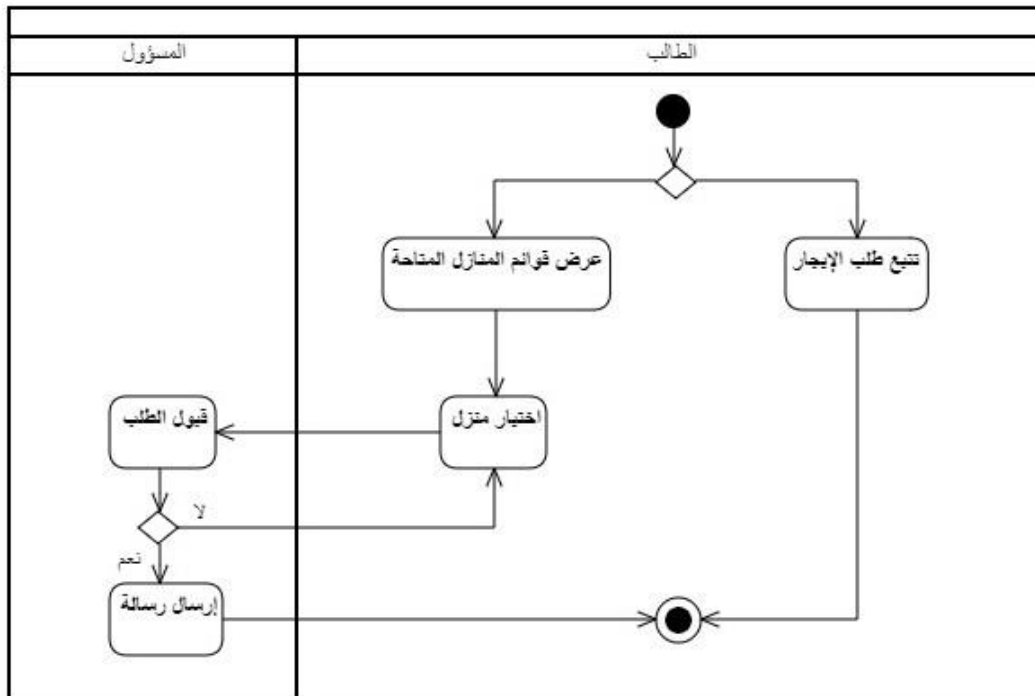 الطالب
المسؤول
عرض قوائم المنازل المتاحة
تتبع طلب الإيجار
اختيار منزل
قبول الطلب
لا
نعم
إرسال رسالة